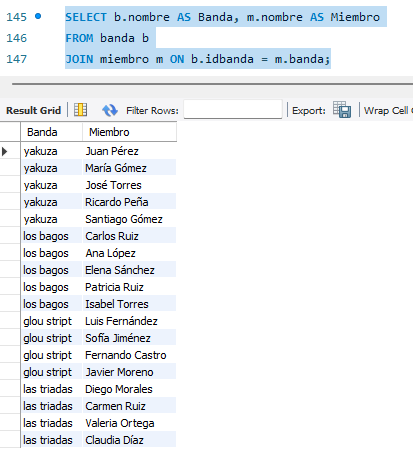 145 SELECT b.nombre AS Banda, m.nombre AS Miembro
146 FROM banda b
147 JOIN miembro m ON b.idbanda = m.banda;
Result Grid Filter Rows: Export: Wrap Cell C
Banda Miembro
yakuza Juan Pérez
yakuza María Gómez
yakuza José Torres
yakuza Ricardo Peña
yakuza Santiago Gómez
los bagos Carlos Ruiz
los bagos Ana López
los bagos Elena Sánchez
los bagos Patricia Ruiz
los bagos Isabel Torres
glou stript Luis Fernández
glou stript Sofía Jiménez
glou stript Fernando Castro
glou stript Javier Moreno
las triadas Diego Morales
las triadas Carmen Ruiz
las triadas Valeria Ortega
las triadas Claudia Díaz